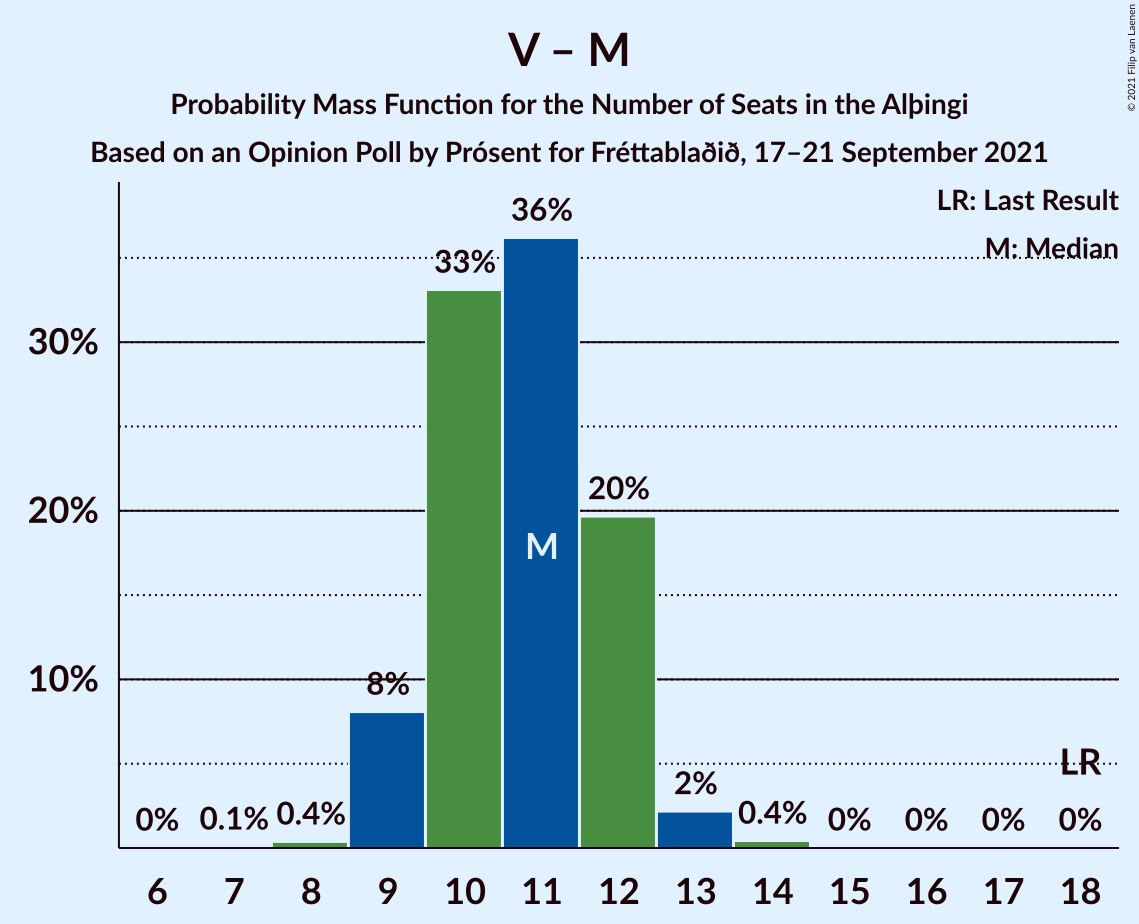 V – M
Probability Mass Function for the Number of Seats in the Alþingi
Based on an Opinion Poll by Prósent for Fréttablaðið, 17–21 September 2021
© 2021 Filip van Laenen
LR: Last Result
M: Median
36%
33%
30%
20%
20%
M
10%
8%
LR
2%
0% 0.1% 0.4% 0.4% 0% 0% 0% 0%
6 7 8 9 10 11 12 13 14 15 16 17 18